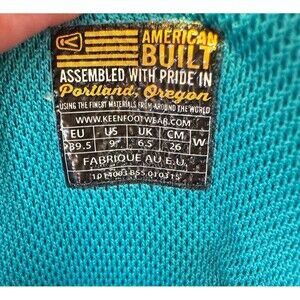 AMERICAN
BUILT
ASSEMBLED WITH PRIDE IN
Portland, Oregon
USING THE FINEST MATERIALS FROM AROUND THE WORLD
WWW.KEENFOOTWEAR.COM
EU US UK CM W
39.5 9 6.5 26
FABRIQUE AU E.U.